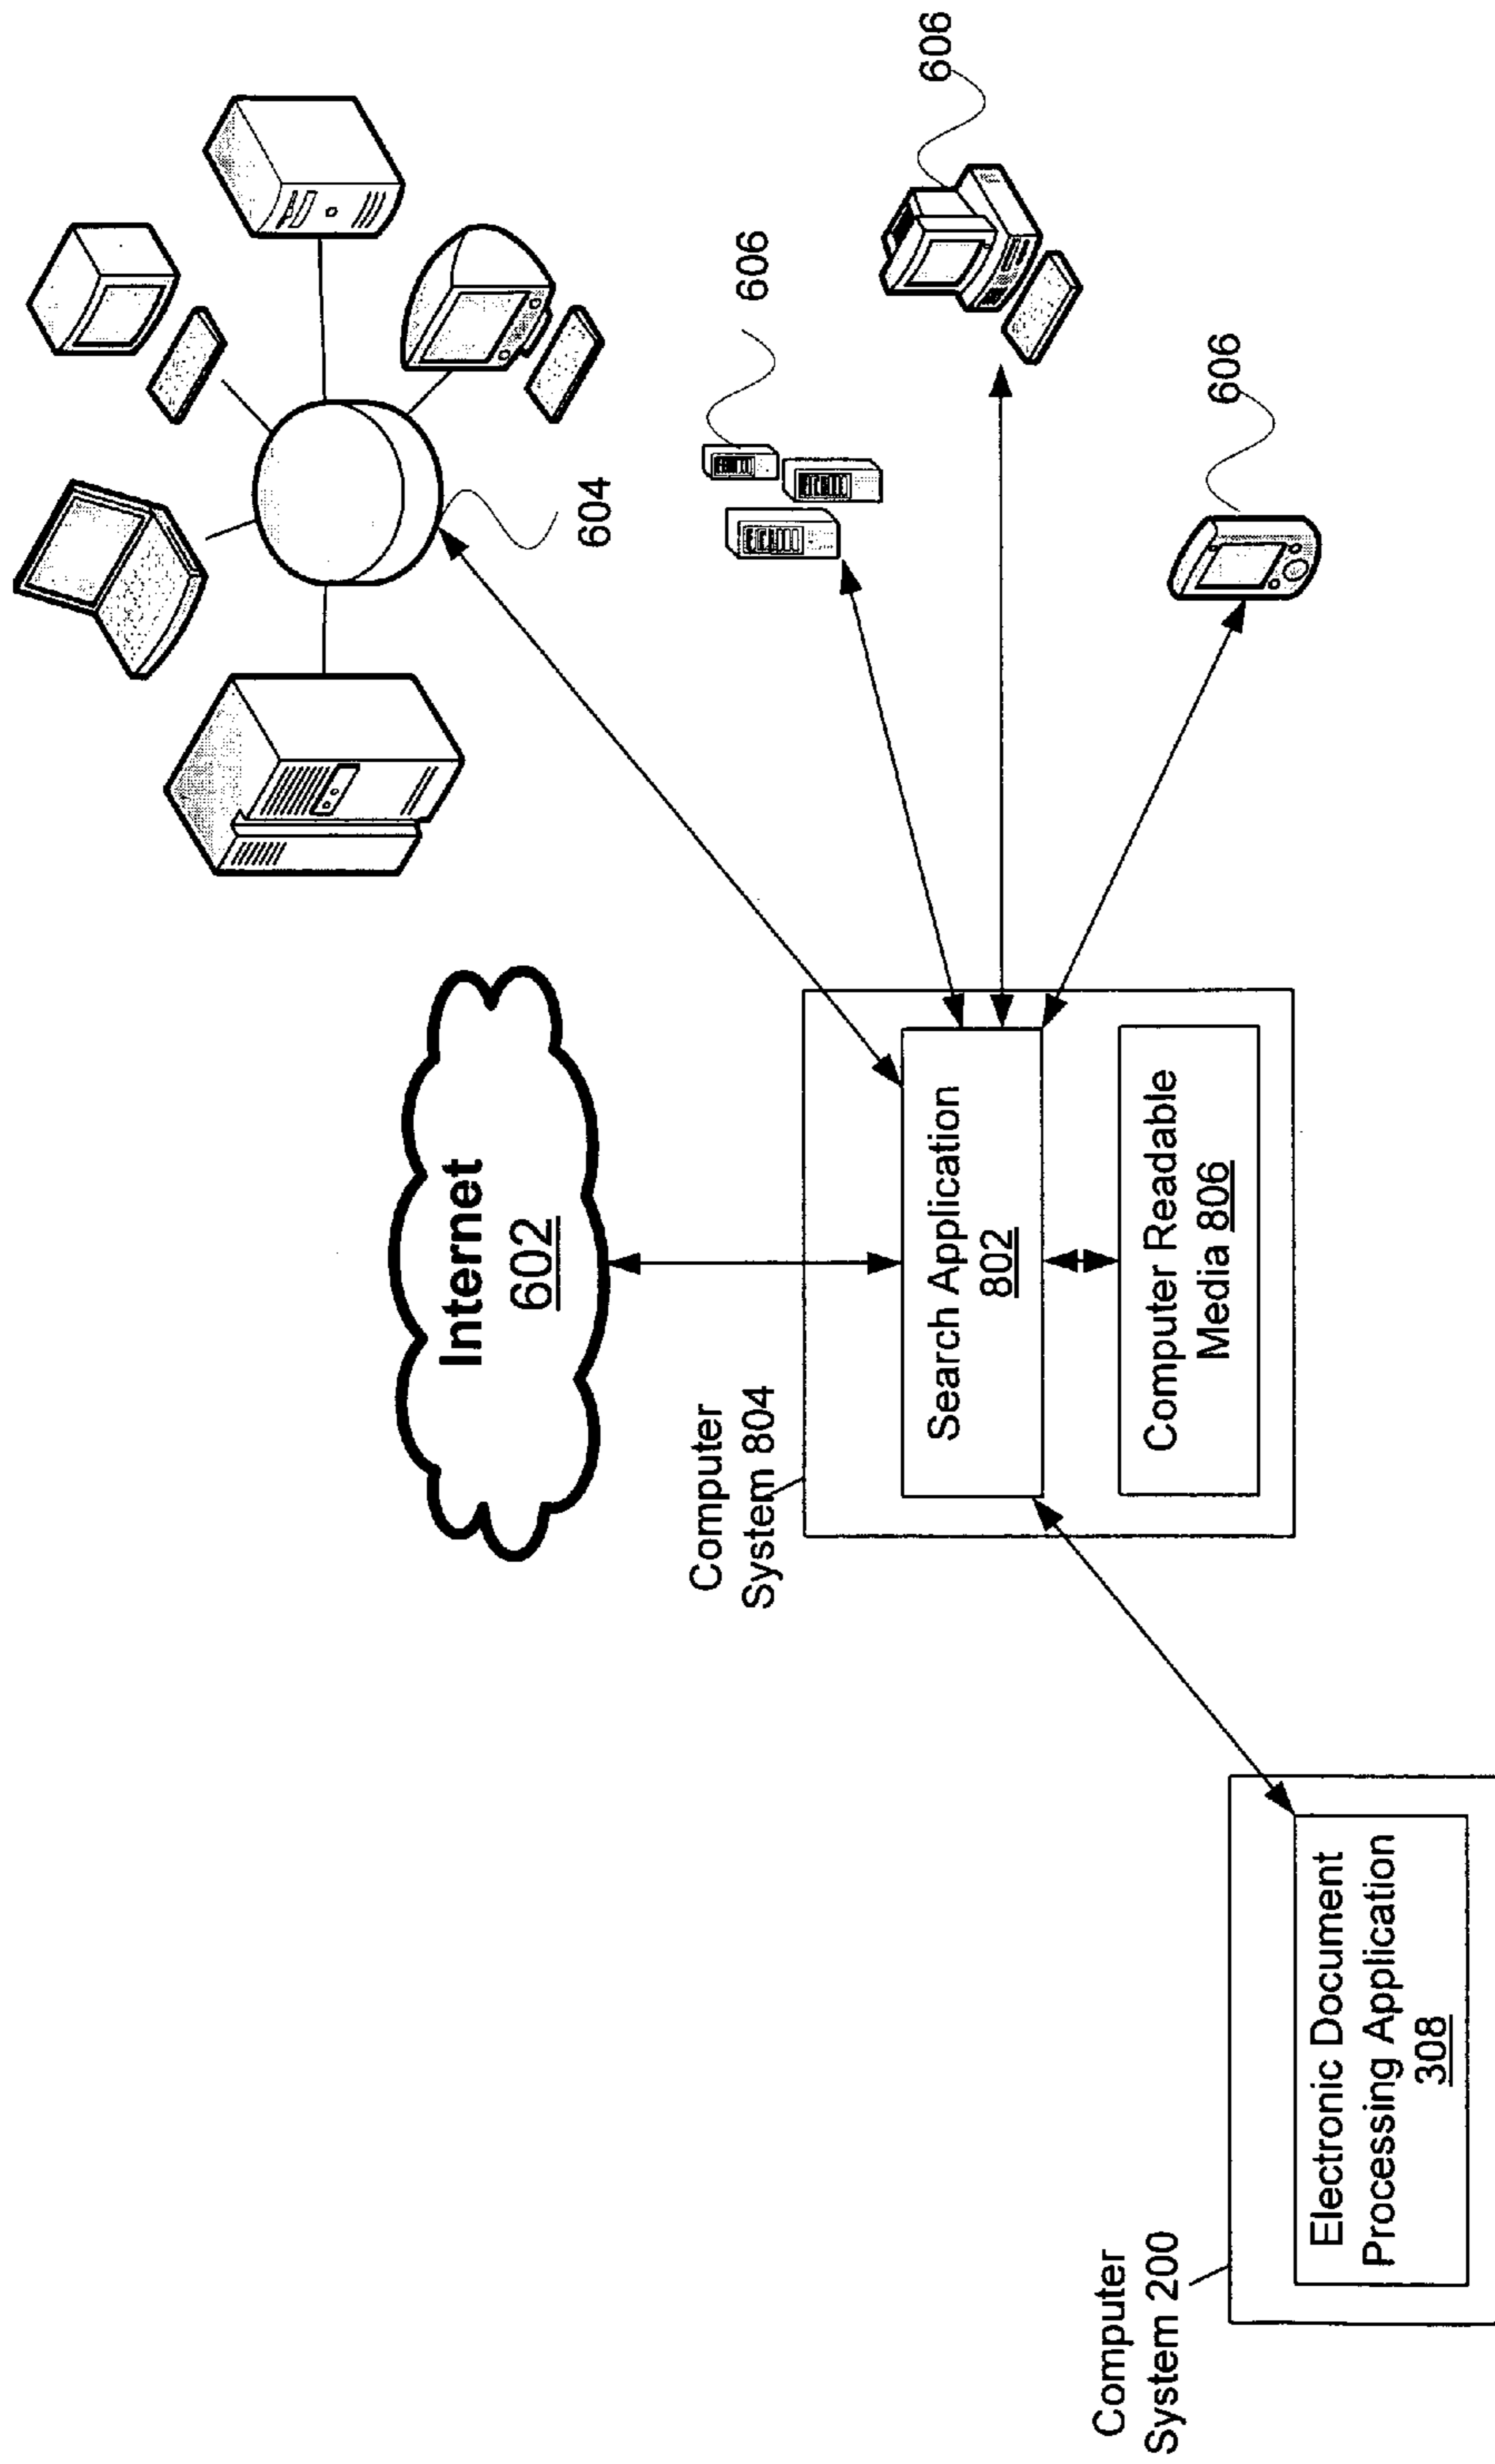 604
606
606
606
Internet
602
Computer
System 804
Search Application
802
Computer Readable
Media 806
Computer
System 200
Electronic Document
Processing Application
308